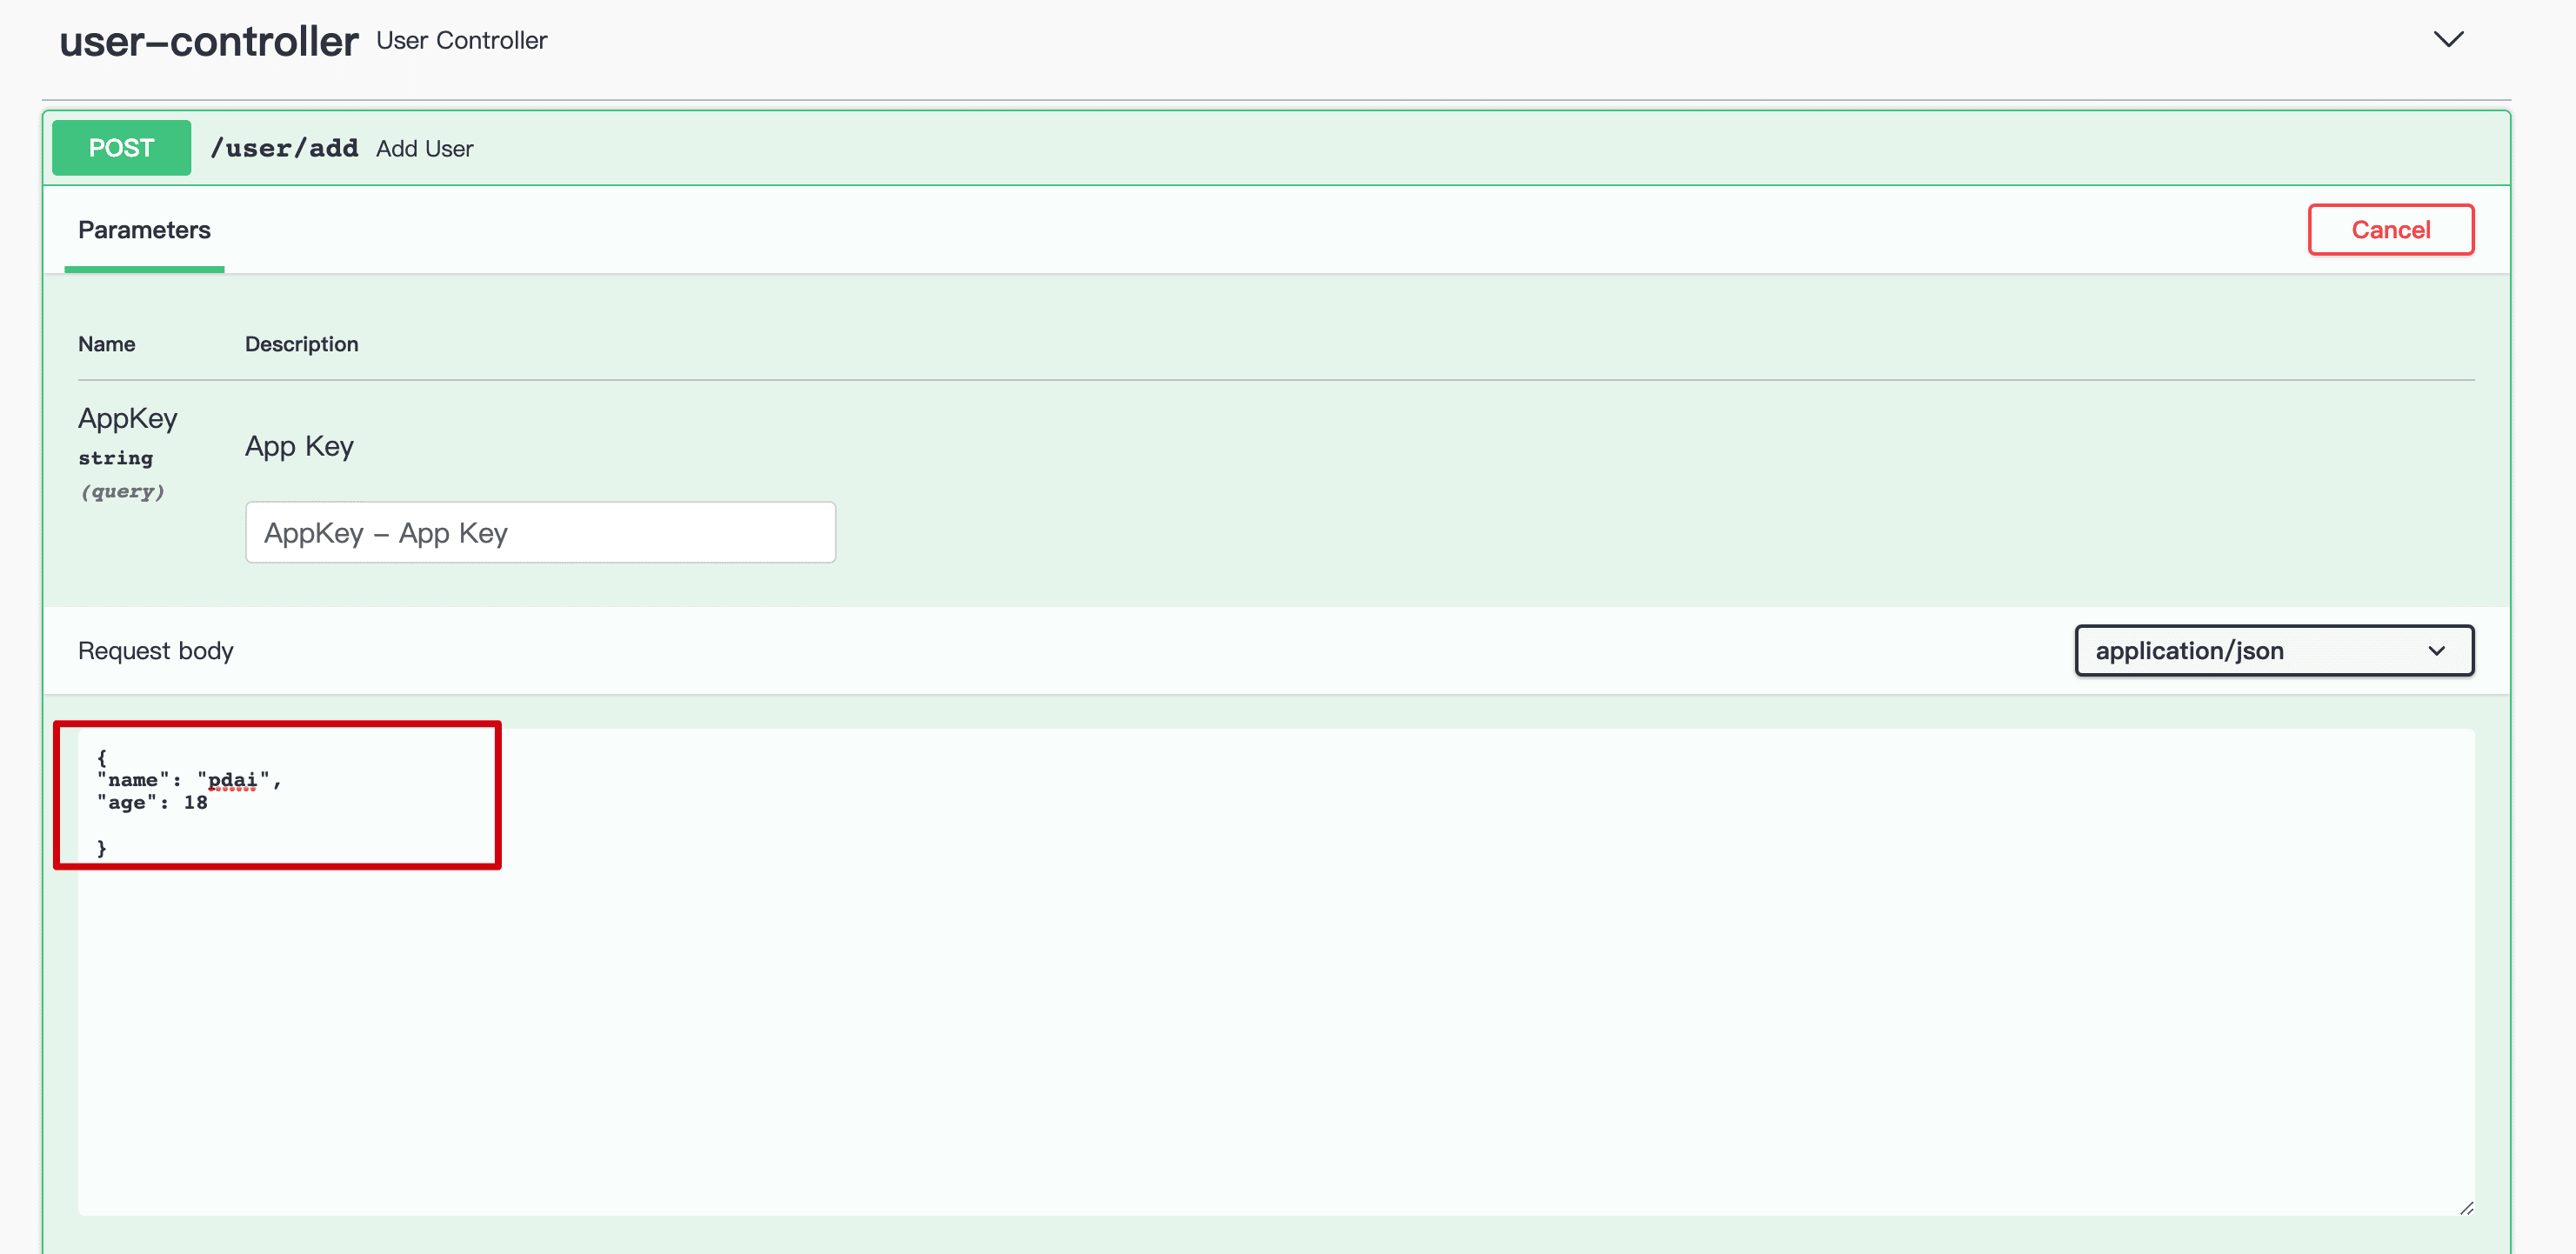 user-controller User Controller
POST /user/add Add User
Parameters
Cancel
Name Description
AppKey
string
(query)
App Key
AppKey - App Key
Request body
application/json
{
"name": "pdai",
"age": 18
}